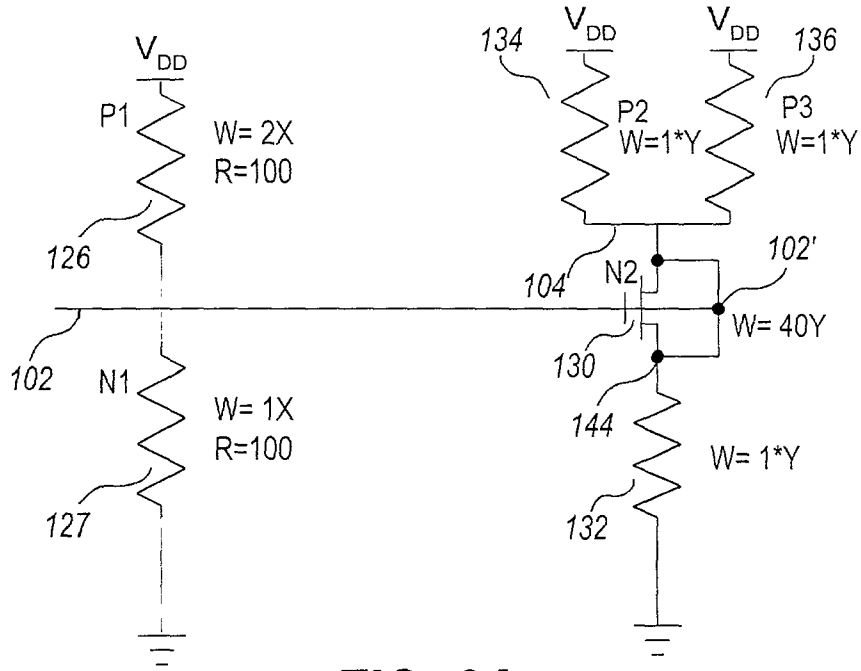 134
V_DD
V_DD
136
V_DD
P1
P2
P3
W= 2X
W=1*Y
W=1*Y
R=100
126
102'
104
N2
W= 40Y
102
130
N1
W= 1X
144
R=100
W= 1*Y
127
132